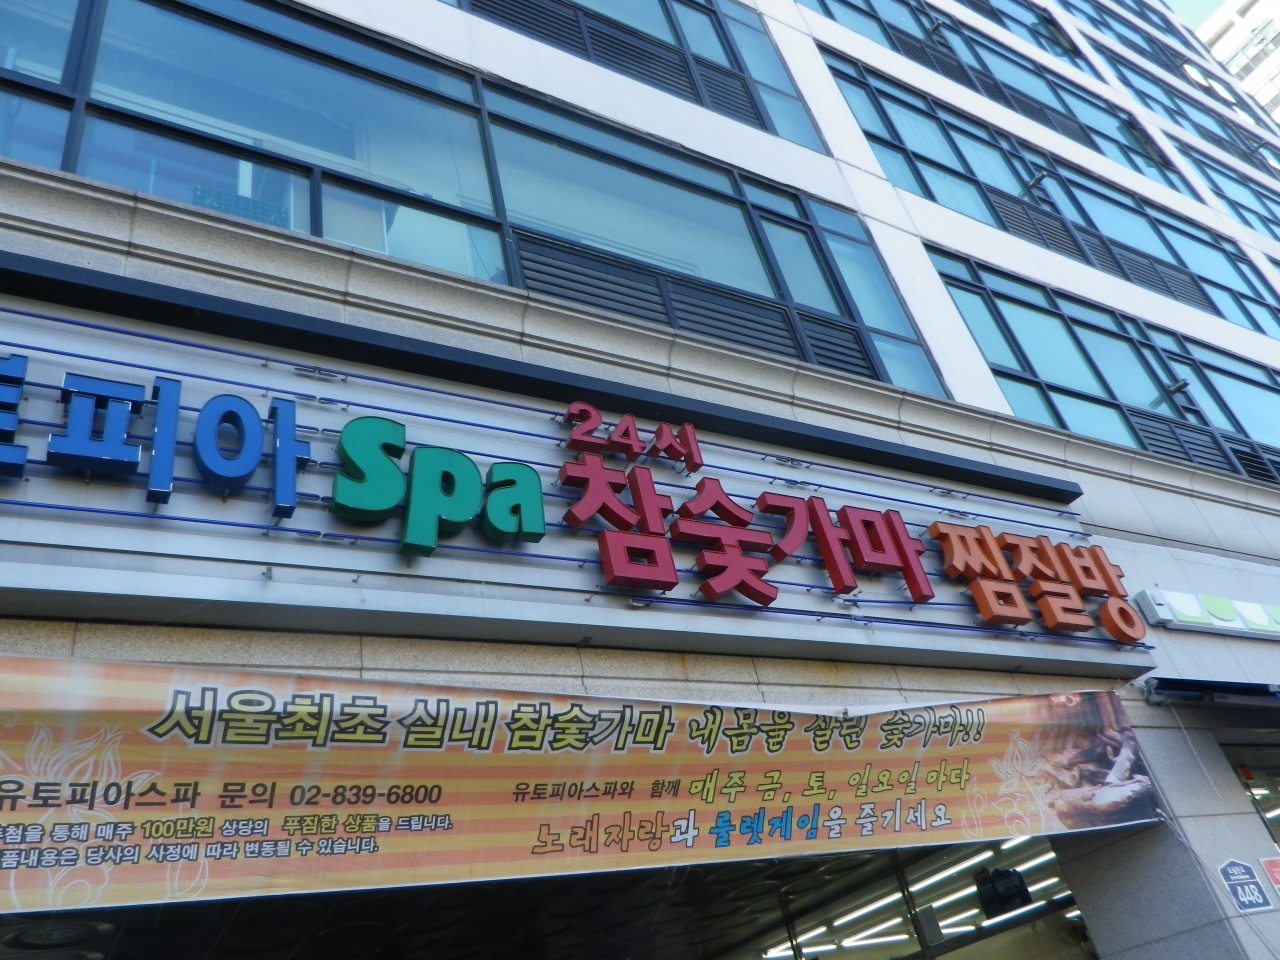 토피아 Spa 24시 참숯가마 찜질방
서울최초 실내 참숯가마 내몸을 살린 숯가마!!
유토피아스파 문의 02-839-6800
유토피아스파와 함께 매주 금, 토, 일요일 마다
노래자랑과 룰렛게임을 즐기세요
통해 매주 100만원 상당의 푸짐한 상품을 드립니다.
당사의 사정에 따라 변동될 수 있습니다.
448